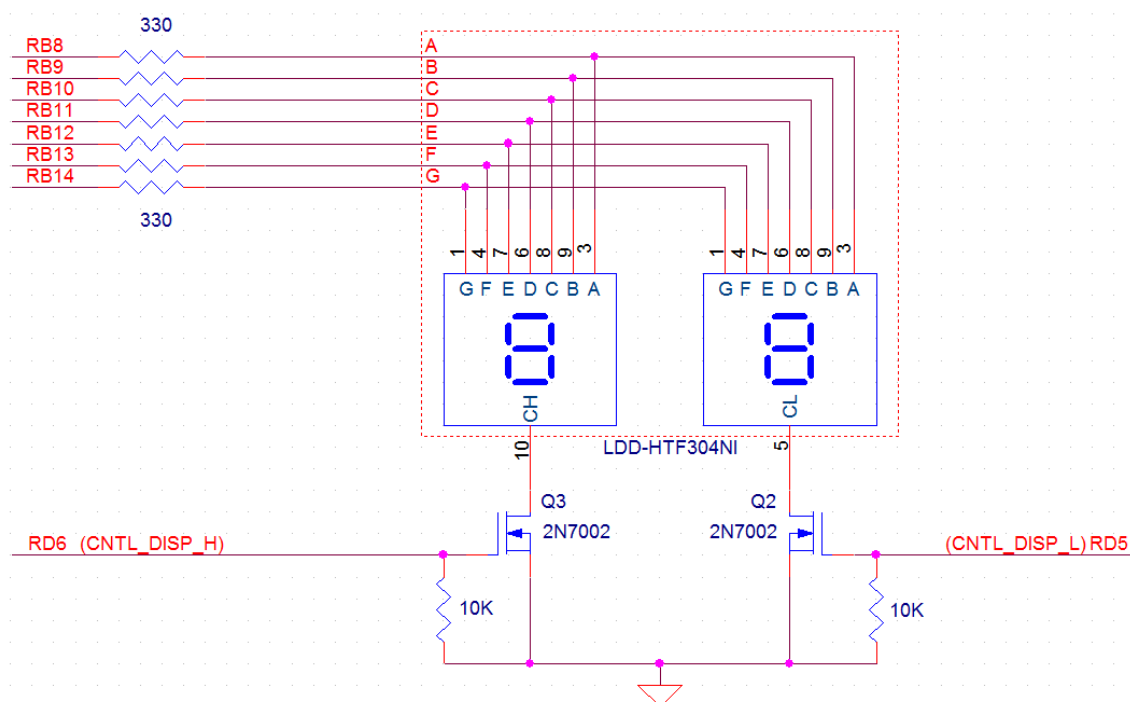 330
RB8 A
RB9 B
RB10 C
RB11 D
RB12 E
RB13 F
RB14 G
330
1 4 7 6 8 9 3 1 4 7 6 8 9 3
G F E D C B A G F E D C B A
CH CL
LDD-HTF304NI
10 5
Q3 Q2
2N7002 2N7002
RD6 (CNTL_DISP_H) (CNTL_DISP_L) RD5
10K 10K